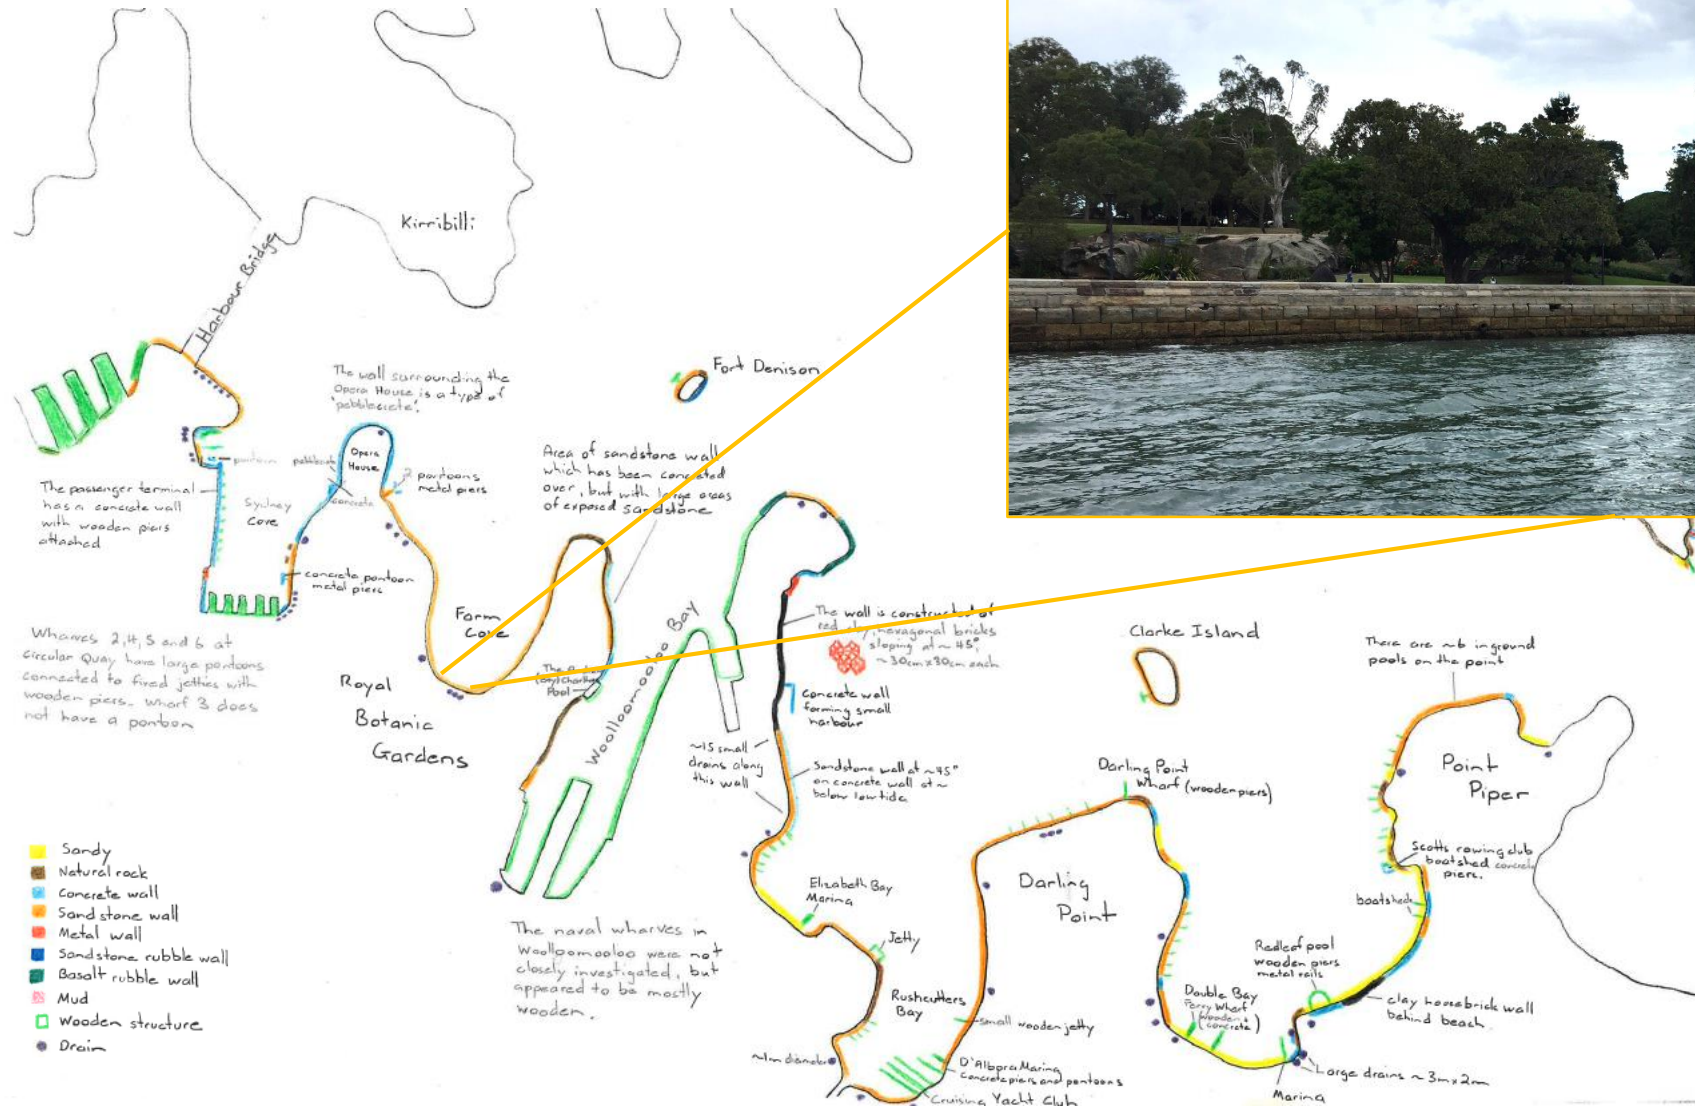 Kirribilli
Harbour Bridge
Fort Denison
The wall surrounding the
Opera House is a type of
'pebblecrete'.
Opera
House
pontoon
pebblecrete
concrete
2 pontoons
metal piers
The passenger terminal
has a concrete wall
with wooden piers
attached
Sydney
Cove
concrete pontoon
metal piers
Area of sandstone wall
which has been concreted
over, but with large areas
of exposed sandstone
Farm
Cove
Wharves 2, 4, 5 and 6 at
Circular Quay have large pontoons
connected to fixed jetties with
wooden piers. Wharf 3 does
not have a pontoon
Royal
Botanic
Gardens
The
Pool
Woolloomooloo Bay
The wall is constructed of
red clay, hexagonal bricks
sloping at ~45°,
~30cm x 30cm each
Concrete wall
forming small
harbour
~15 small
drains along
this wall
Sandstone wall at ~45°
on concrete wall at ~
below low tide
Clarke Island
There are ~6 inground
pools on the point
Point
Piper
Darling Point
Wharf (wooden piers)
Scotts rowing club
boatshed concrete
piers.
boatsheds
Darling
Point
Elizabeth Bay
Marina
Jetty
Rushcutters
Bay
small wooden jetty
~1m diameter
D'Albora Marina
Concrete piers and pontoons
Cruising Yacht Club
Redleaf pool
wooden piers
metal rails
Double Bay
Ferry Wharf
(wooden +
concrete)
clay housebrick wall
behind beach.
Large drains ~3m x 2m
Marina
The naval wharves in
Woolloomooloo were not
closely investigated, but
appeared to be mostly
wooden.
Sandy
Natural rock
Concrete wall
Sandstone wall
Metal wall
Sandstone rubble wall
Basalt rubble wall
Mud
Wooden structure
Drain